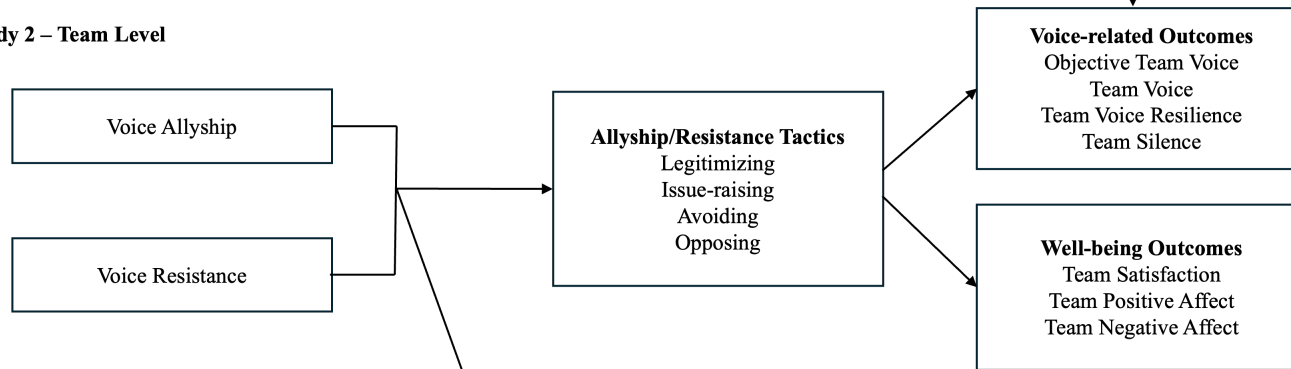 dy 2 – Team Level
Voice Allyship
Voice Resistance
Allyship/Resistance Tactics
Legitimizing
Issue-raising
Avoiding
Opposing
Voice-related Outcomes
Objective Team Voice
Team Voice
Team Voice Resilience
Team Silence
Well-being Outcomes
Team Satisfaction
Team Positive Affect
Team Negative Affect